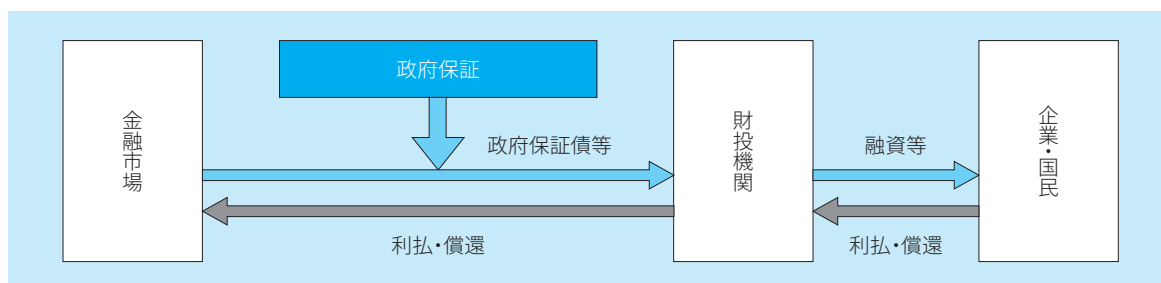 政府保証
金融市場
政府保証債等
財投機関
融資等
企業・国民
利払・償還
利払・償還